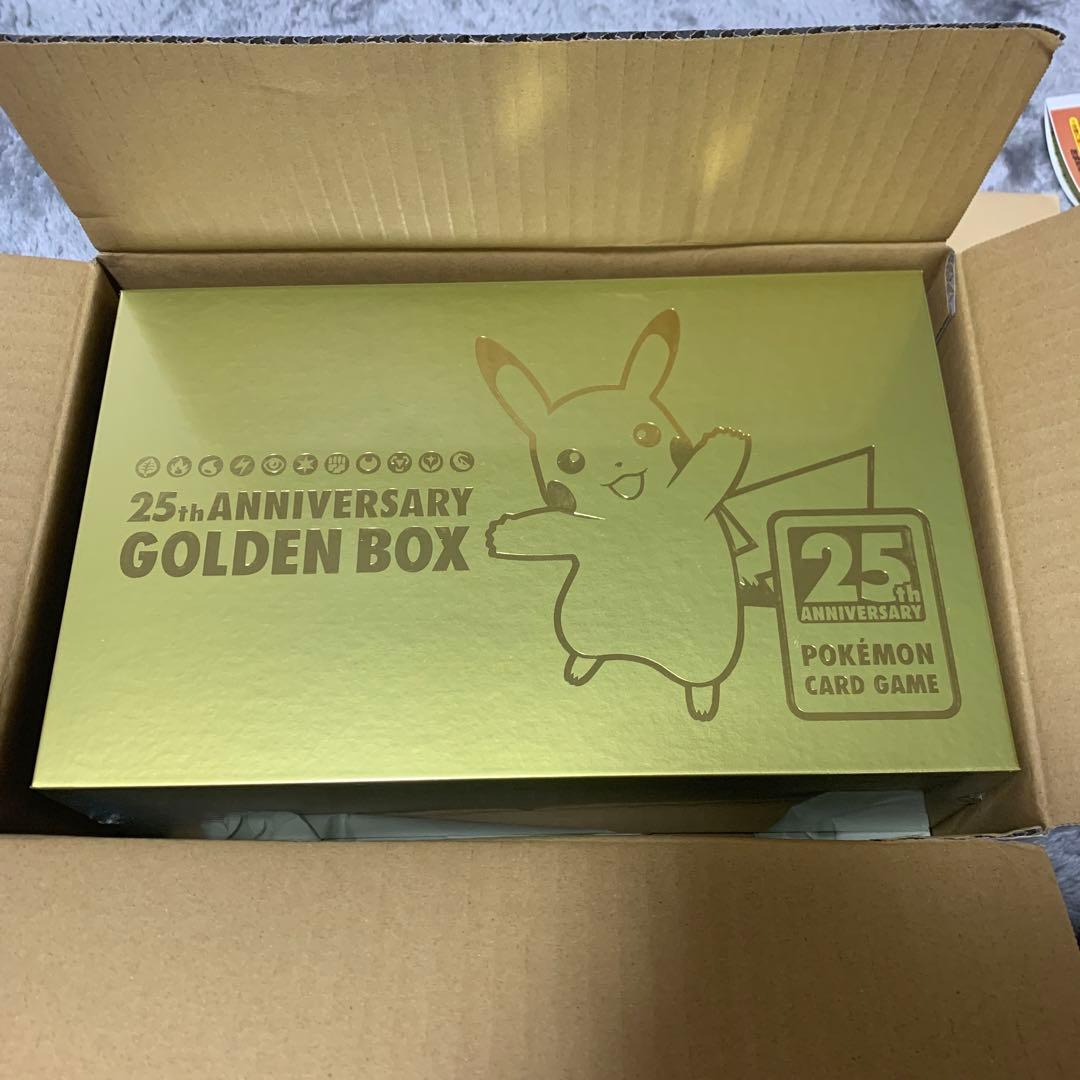 25th ANNIVERSARY
GOLDEN BOX
25th
ANNIVERSARY
POKÉMON
CARD GAME